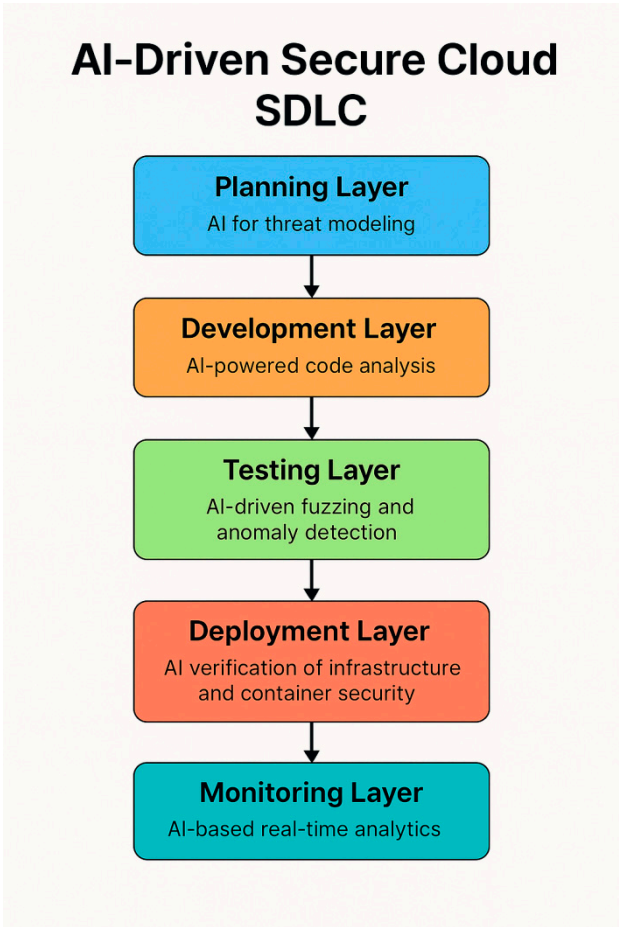 AI-Driven Secure Cloud
SDLC
Planning Layer
AI for threat modeling
Development Layer
AI-powered code analysis
Testing Layer
AI-driven fuzzing and
anomaly detection
Deployment Layer
AI verification of infrastructure
and container security
Monitoring Layer
AI-based real-time analytics